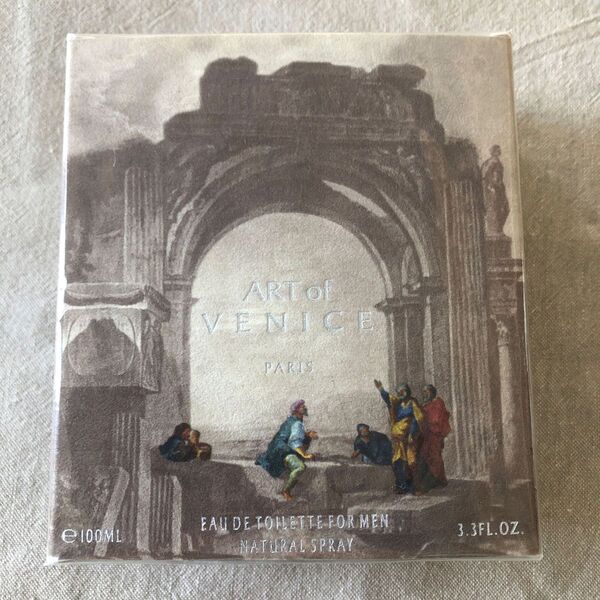 ART of
VENICE
PARIS
EAU DE TOILETTE FOR MEN
NATURAL SPRAY
℮100ML
3.3FL.OZ.